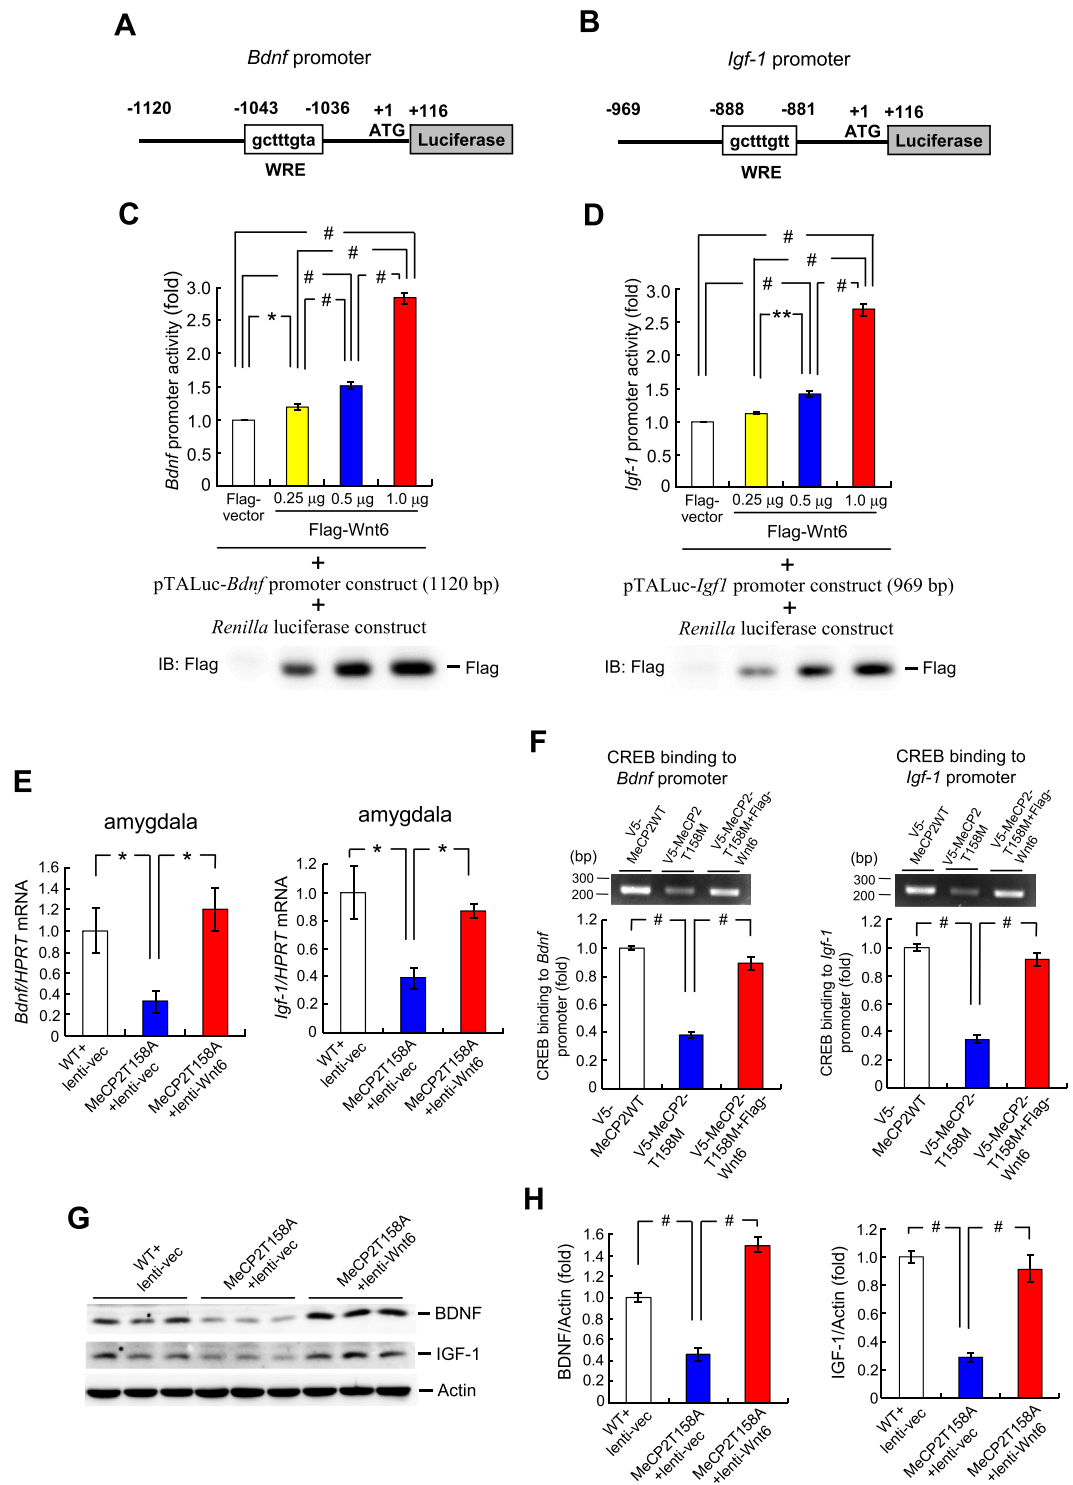 A
Bdnf promoter
-1120 -1043 -1036 +1 +116
ATG
gctttgta
Luciferase
WRE
B
Igf-1 promoter
-969 -888 -881 +1 +116
ATG
gctttgtt
Luciferase
WRE
C
#
#
# #
* #
Bdnf promoter activity (fold)
3.0
2.5
2.0
1.5
1.0
0.5
0
Flag-
vector
0.25 µg 0.5 µg 1.0 µg
Flag-Wnt6
+
pTALuc-Bdnf promoter construct (1120 bp)
+
Renilla luciferase construct
IB: Flag
Flag
D
#
#
# #
**
Igf-1 promoter activity (fold)
3.0
2.5
2.0
1.5
1.0
0.5
0
Flag-
vector
0.25 µg 0.5 µg 1.0 µg
Flag-Wnt6
+
pTALuc-Igf1 promoter construct (969 bp)
+
Renilla luciferase construct
IB: Flag
Flag
E
amygdala
* *
Bdnf/HPRT mRNA
1.6
1.4
1.2
1.0
0.8
0.6
0.4
0.2
0
WT+
lenti-vec
MeCP2T158A
+lenti-vec
MeCP2T158A
+lenti-Wnt6
amygdala
* *
Igf-1/HPRT mRNA
1.2
1.0
0.8
0.6
0.4
0.2
0
WT+
lenti-vec
MeCP2T158A
+lenti-vec
MeCP2T158A
+lenti-Wnt6
F
CREB binding to
Bdnf promoter
V5-
MeCP2WT
V5-MeCP2
T158M
V5-MeCP2-
T158M+Flag-
Wnt6
(bp)
300
200
# #
CREB binding to Bdnf
promoter (fold)
1.2
1.0
0.8
0.6
0.4
0.2
0
V5-
MeCP2WT
V5-MeCP2-
T158M
V5-MeCP2-
T158M+Flag-
Wnt6
CREB binding to
Igf-1 promoter
V5-
MeCP2WT
V5-MeCP2
T158M
V5-MeCP2-
T158M+Flag-
Wnt6
(bp)
300
200
# #
CREB binding to Igf-1
promoter (fold)
1.2
1.0
0.8
0.6
0.4
0.2
0
V5-
MeCP2WT
V5-MeCP2-
T158M
V5-MeCP2-
T158M+Flag-
Wnt6
G
WT+
lenti-vec
MeCP2T158A
+lenti-vec
MeCP2T158A
+lenti-Wnt6
BDNF
IGF-1
Actin
H
# #
BDNF/Actin (fold)
1.6
1.4
1.2
1.0
0.8
0.6
0.4
0.2
0
WT+
lenti-vec
MeCP2T158A
+lenti-vec
MeCP2T158A
+lenti-Wnt6
# #
IGF-1/Actin (fold)
1.2
1.0
0.8
0.6
0.4
0.2
0
WT+
lenti-vec
MeCP2T158A
+lenti-vec
MeCP2T158A
+lenti-Wnt6